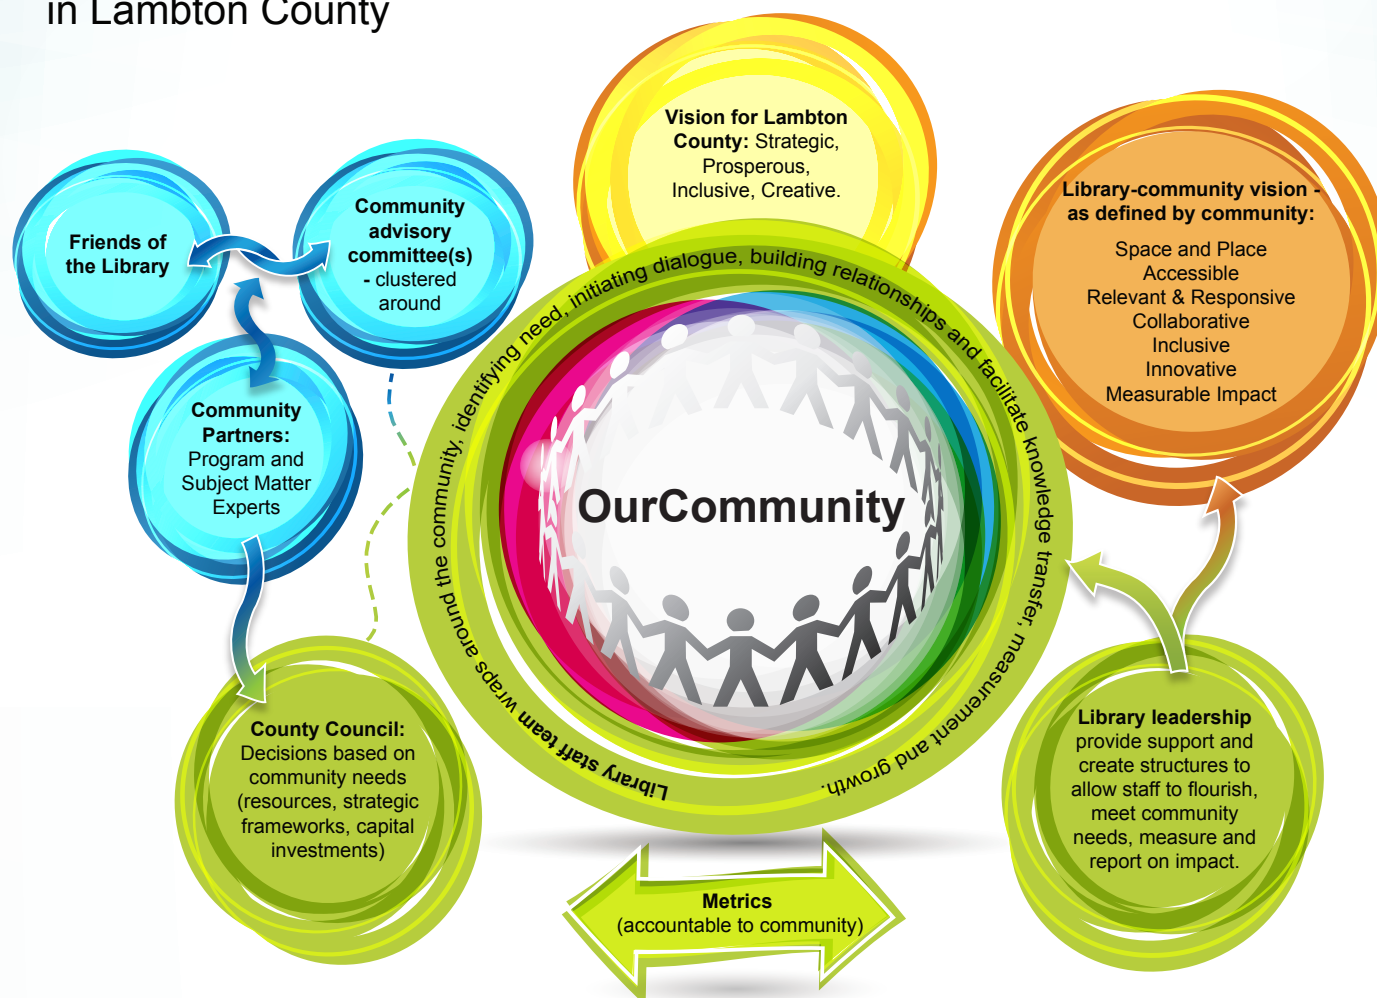 in Lambton County
Vision for Lambton
County: Strategic,
Prosperous,
Inclusive, Creative.
Friends of
the Library
Community
advisory
committee(s)
- clustered
around
Community
Partners:
Program and
Subject Matter
Experts
County Council:
Decisions based on
community needs
(resources, strategic
frameworks, capital
investments)
Library staff team wraps around the community, identifying need, initiating dialogue, building relationships and facilitate knowledge transfer, measurement and growth.
OurCommunity
Library-community vision -
as defined by community:
Space and Place
Accessible
Relevant & Responsive
Collaborative
Inclusive
Innovative
Measurable Impact
Library leadership
provide support and
create structures to
allow staff to flourish,
meet community
needs, measure and
report on impact.
Metrics
(accountable to community)